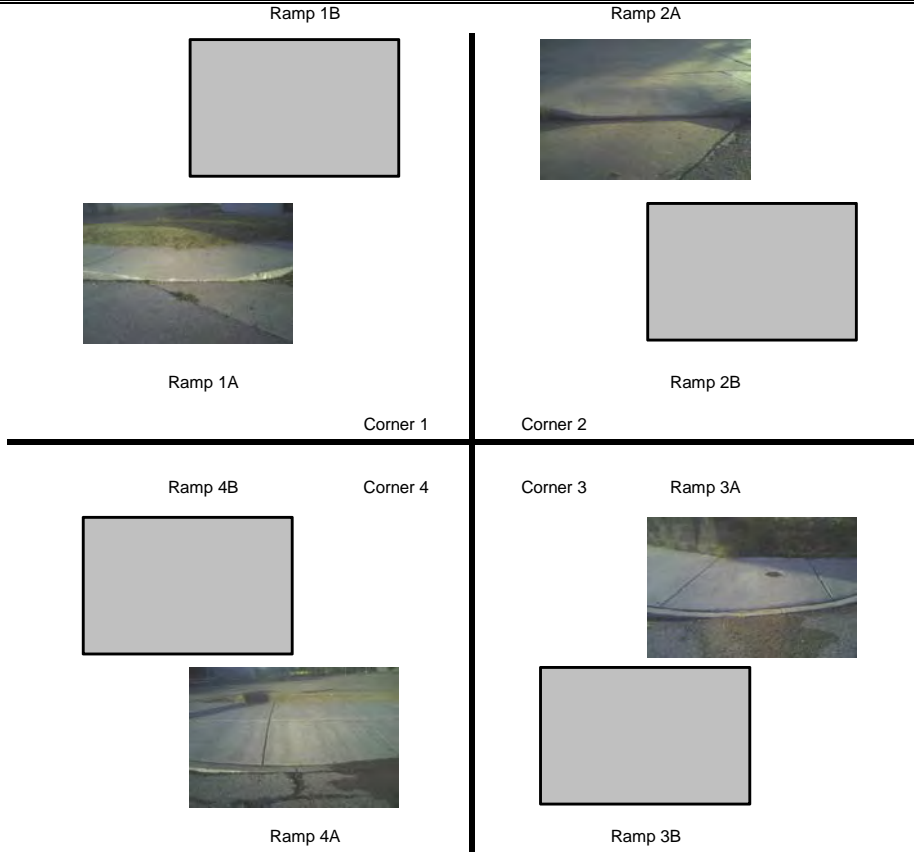 Ramp 1B
Ramp 2A
Ramp 1A
Ramp 2B
Corner 1
Corner 2
Ramp 4B
Corner 4
Corner 3
Ramp 3A
Ramp 4A
Ramp 3B